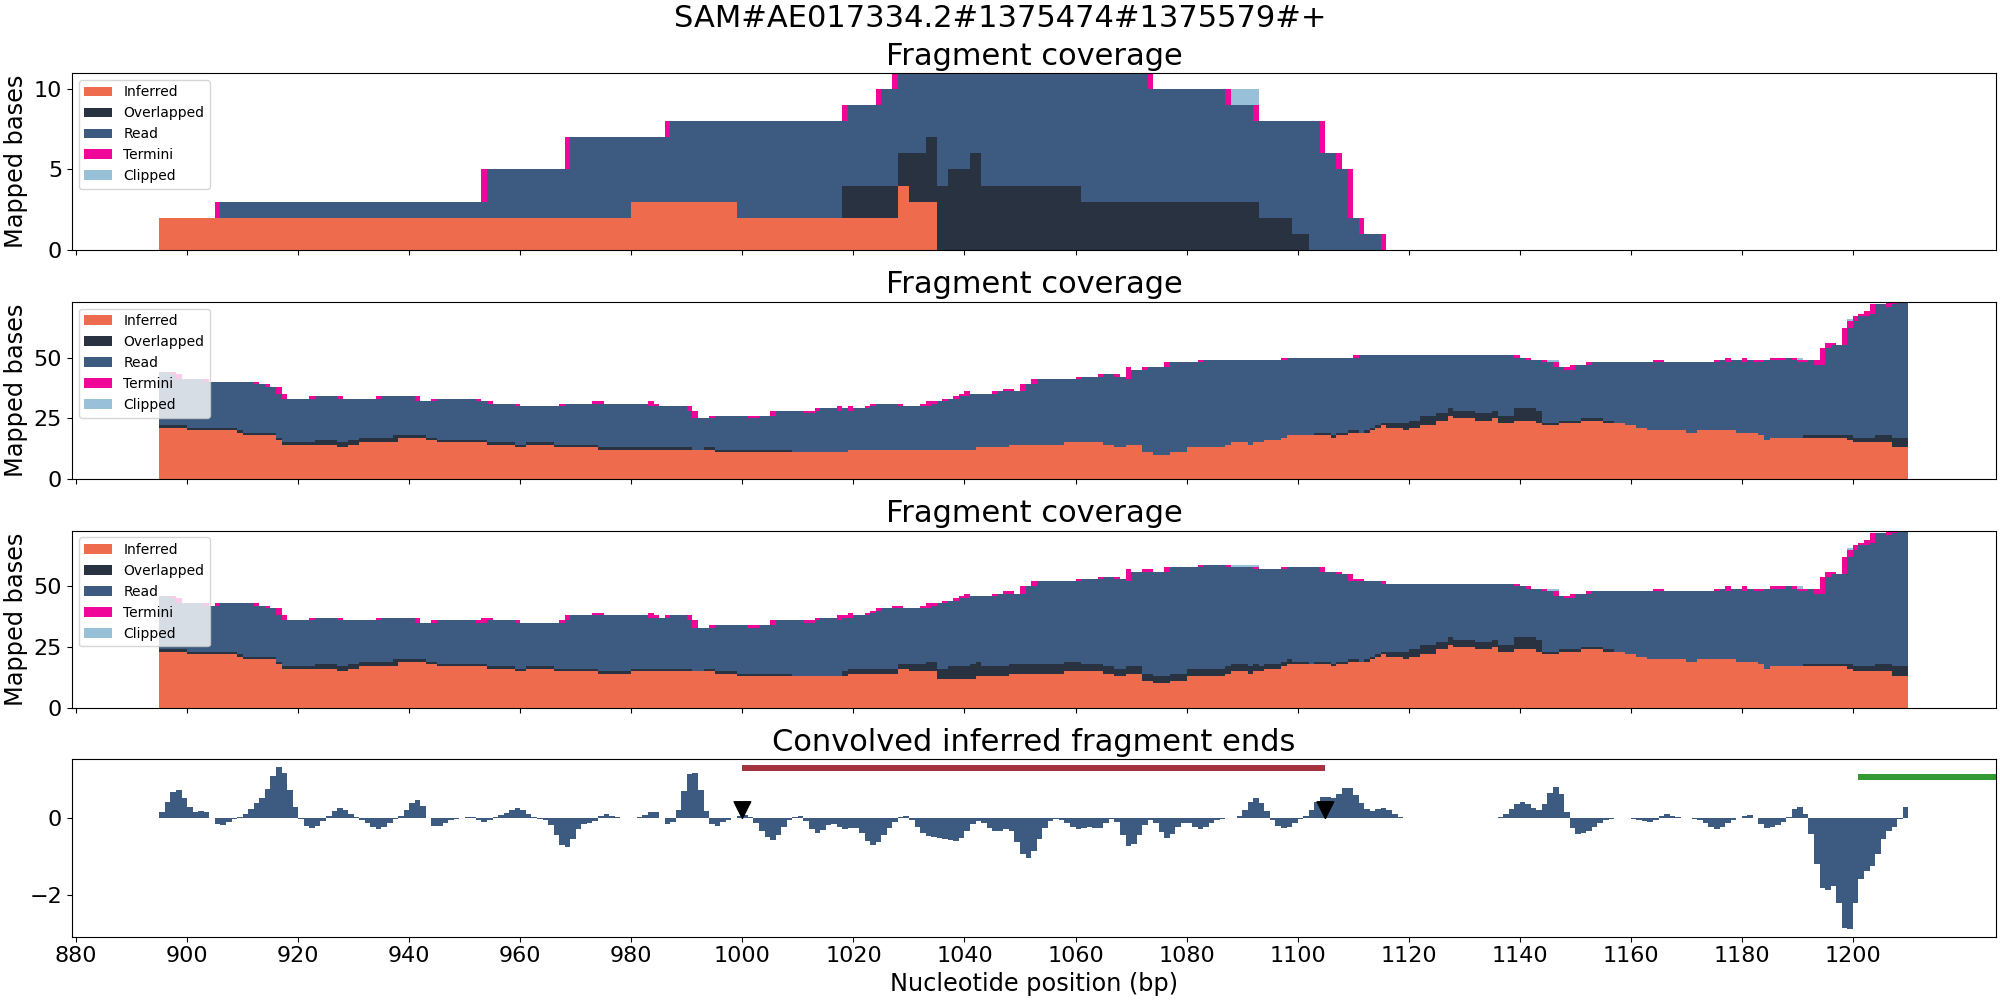 SAM#AE017334.2#1375474#1375579#+
Fragment coverage
Mapped bases
10
5
0
Inferred
Overlapped
Read
Termini
Clipped
Fragment coverage
Mapped bases
50
25
0
Inferred
Overlapped
Read
Termini
Clipped
Fragment coverage
Mapped bases
50
25
0
Inferred
Overlapped
Read
Termini
Clipped
Convolved inferred fragment ends
0
−2
880 900 920 940 960 980 1000 1020 1040 1060 1080 1100 1120 1140 1160 1180 1200
Nucleotide position (bp)